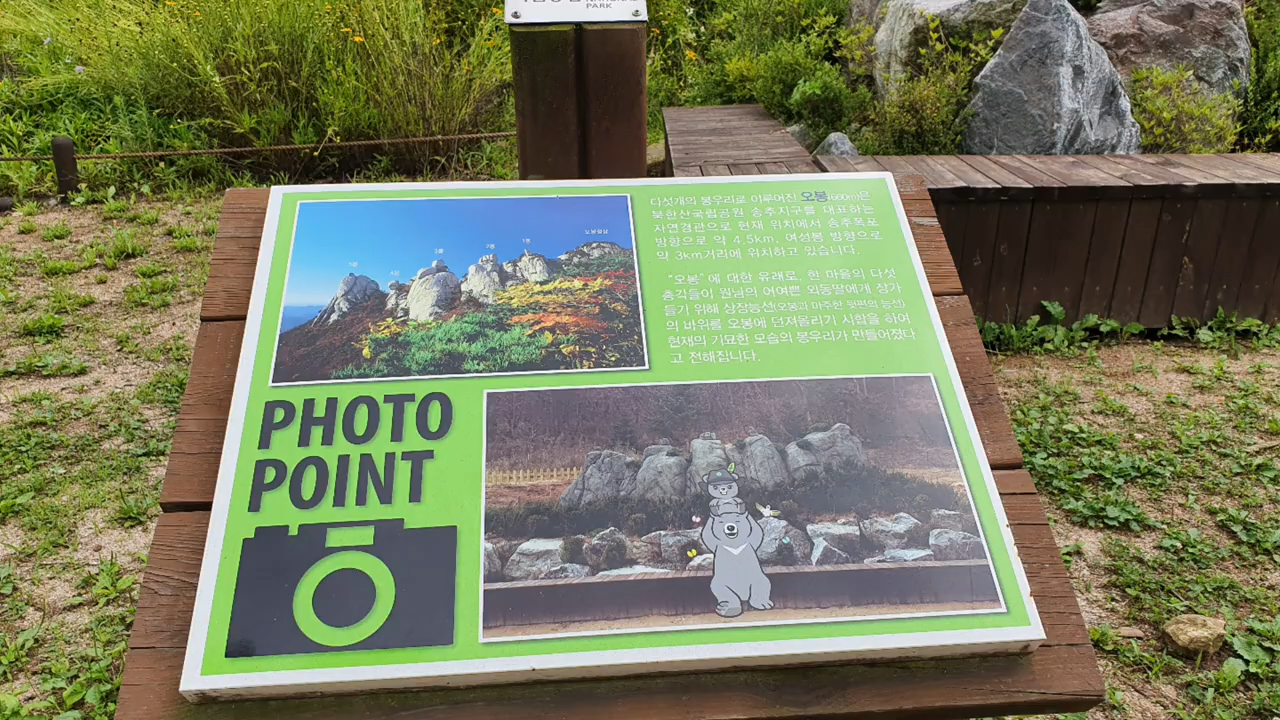 NATIONAL
PARK
다섯개의 봉우리로 이루어진 오봉(660m)은
북한산국립공원 송추지구를 대표하는
자연경관으로 현재 위치에서 송추폭포
방향으로 약 4.5km, 여성봉 방향으로
약 3km거리에 위치하고 있습니다.
"오봉"에 대한 유래로, 한 마을의 다섯
총각들이 원님의 어여쁜 외동딸에게 장가
들기 위해 상장능선(오봉과 마주한 뒷편의 능선)
의 바위를 오봉에 던져올리기 시합을 하여
현재의 기묘한 모습의 봉우리가 만들어졌다
고 전해집니다.
PHOTO
POINT